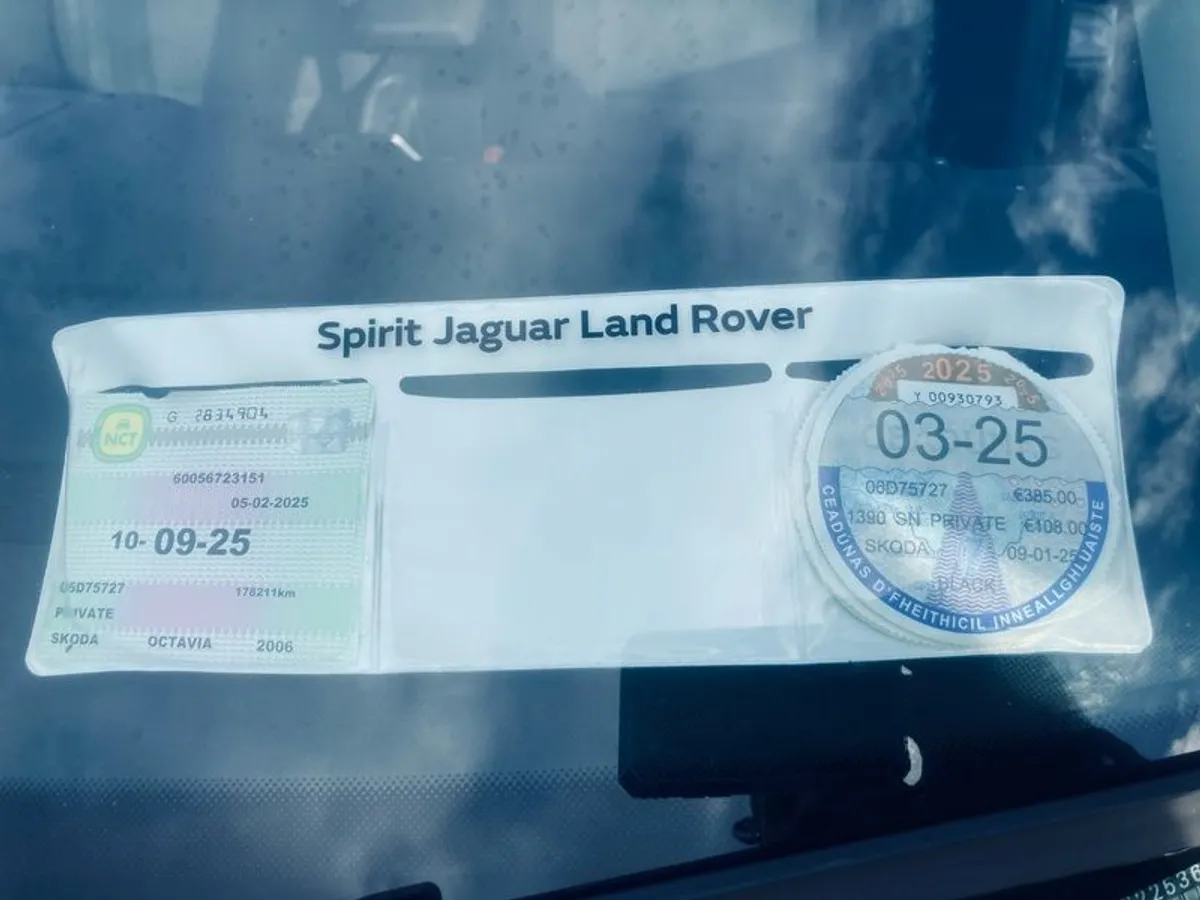 Spirit Jaguar Land Rover
NCT
G 2834904
60056723151
05-02-2025
10- 09-25
06D75727 178211km
PRIVATE
SKODA OCTAVIA 2006
2025 2025 2025
Y 00930793
03-25
06D75727 €385.00
1390 SN PRIVATE €108.00
SKODA 09-01-25
BLACK
CEADÚNAS D'FHEITHICIL INNEALLGHLUAISTE